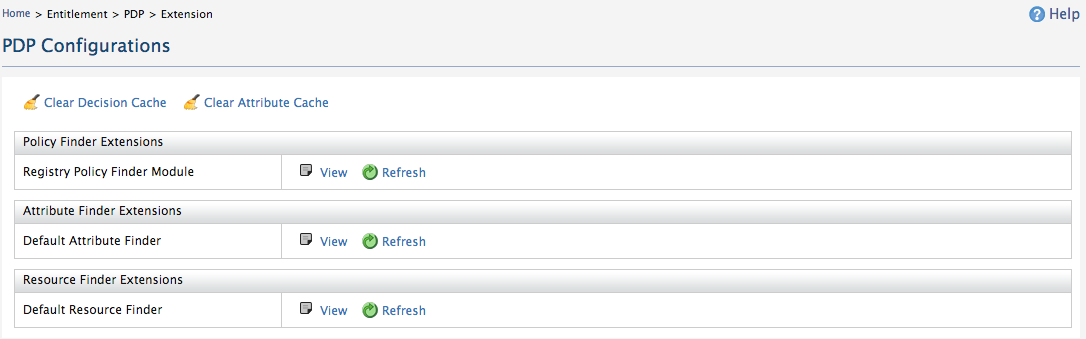 Home > Entitlement > PDP > Extension
Help
PDP Configurations
Clear Decision Cache Clear Attribute Cache
Policy Finder Extensions
Registry Policy Finder Module View Refresh
Attribute Finder Extensions
Default Attribute Finder View Refresh
Resource Finder Extensions
Default Resource Finder View Refresh